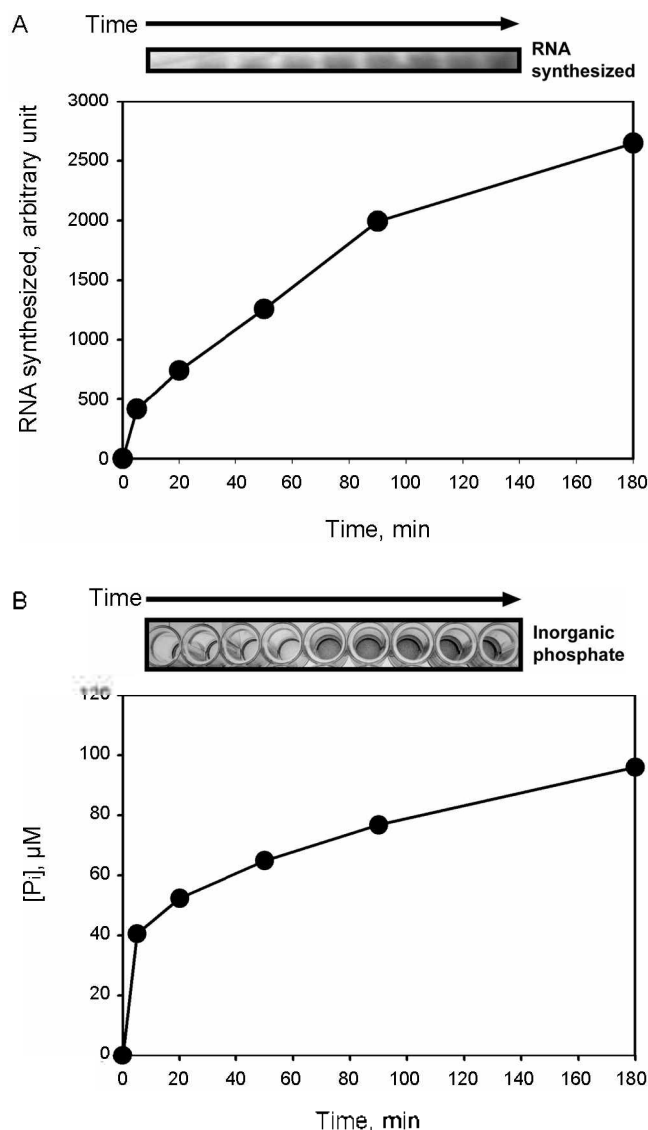 A
Time
RNA
synthesized
3000
2500
2000
1500
1000
500
0
RNA synthesized, arbitrary unit
0 20 40 60 80 100 120 140 160 180
Time, min
B
Time
Inorganic
phosphate
120
100
80
60
40
20
0
[Pi], µM
0 20 40 60 80 100 120 140 160 180
Time, min